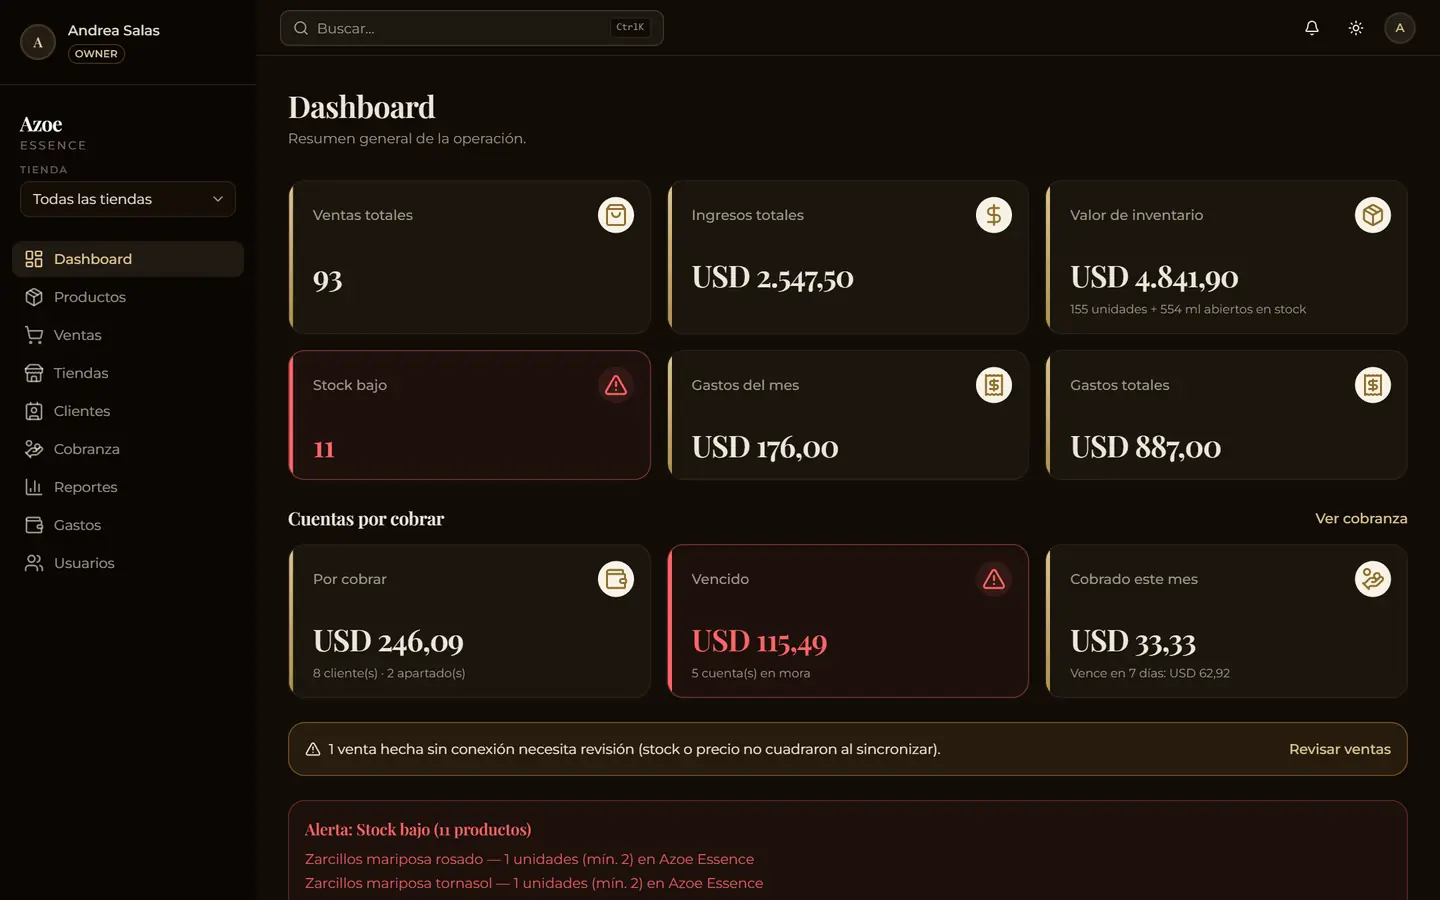 A
Andrea Salas
OWNER
Buscar...
CtrlK
A
Azoe
ESSENCE
TIENDA
Todas las tiendas
Dashboard
Productos
Ventas
Tiendas
Clientes
Cobranza
Reportes
Gastos
Usuarios
Dashboard
Resumen general de la operación.
Ventas totales
93
Ingresos totales
USD 2.547,50
Valor de inventario
USD 4.841,90
155 unidades + 554 ml abiertos en stock
Stock bajo
11
Gastos del mes
USD 176,00
Gastos totales
USD 887,00
Cuentas por cobrar
Ver cobranza
Por cobrar
USD 246,09
8 cliente(s) · 2 apartado(s)
Vencido
USD 115,49
5 cuenta(s) en mora
Cobrado este mes
USD 33,33
Vence en 7 días: USD 62,92
1 venta hecha sin conexión necesita revisión (stock o precio no cuadraron al sincronizar).
Revisar ventas
Alerta: Stock bajo (11 productos)
Zarcillos mariposa rosado — 1 unidades (mín. 2) en Azoe Essence
Zarcillos mariposa tornasol — 1 unidades (mín. 2) en Azoe Essence